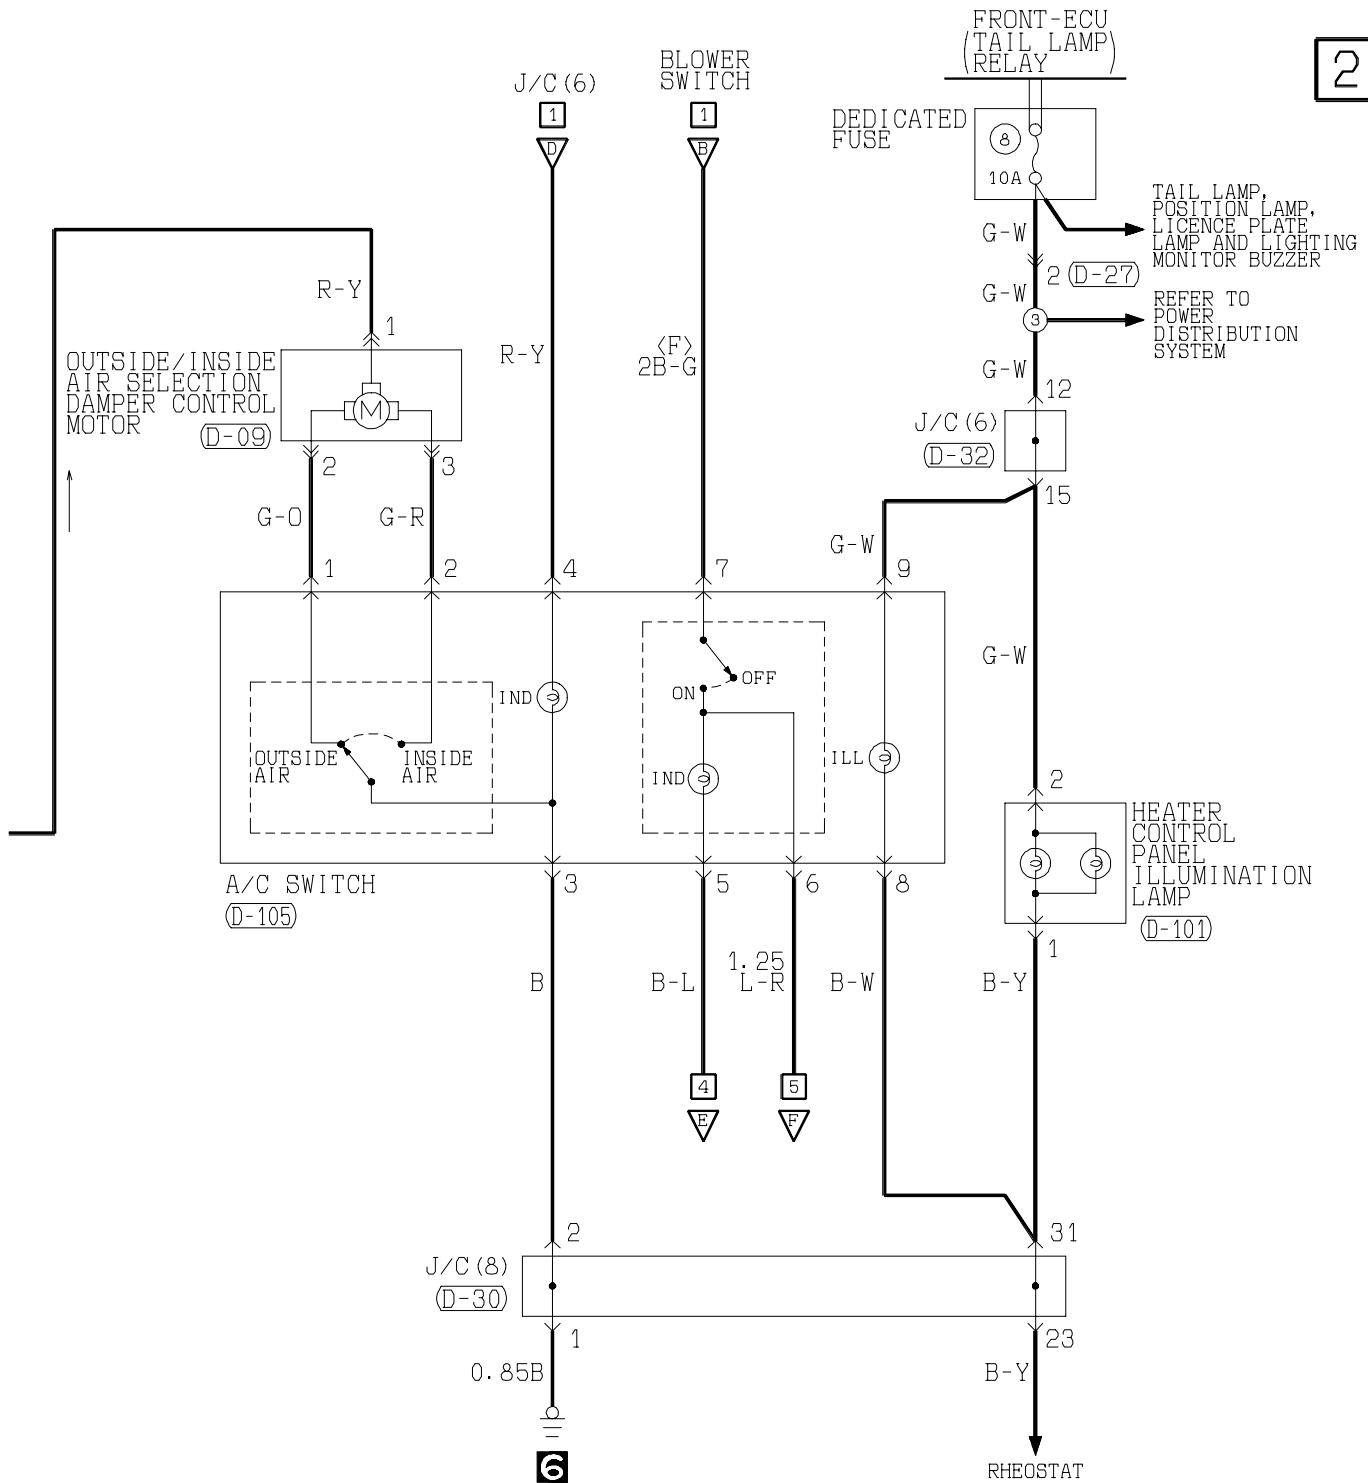 FRONT-ECU
(TAIL LAMP)
RELAY
2
J/C(6)
1
D
BLOWER
SWITCH
1
B
DEDICATED
FUSE
8
10A
TAIL LAMP,
POSITION LAMP,
LICENCE PLATE
LAMP AND LIGHTING
MONITOR BUZZER
G-W
2 (D-27)
G-W
3
REFER TO
POWER
DISTRIBUTION
SYSTEM
G-W
12
J/C(6)
(D-32)
15
R-Y
1
OUTSIDE/INSIDE
AIR SELECTION
DAMPER CONTROL
MOTOR
(D-09)
M
2
3
G-O
G-R
R-Y
<F>
2B-G
G-W
1
2
4
7
9
G-W
IND
ON
OFF
OUTSIDE
AIR
INSIDE
AIR
IND
ILL
2
HEATER
CONTROL
PANEL
ILLUMINATION
LAMP
(D-101)
1
A/C SWITCH
(D-105)
3
5
6
8
B
B-L
1.25
L-R
B-W
B-Y
4
E
5
F
2
31
J/C(8)
(D-30)
1
23
0.85B
B-Y
6
RHEOSTAT